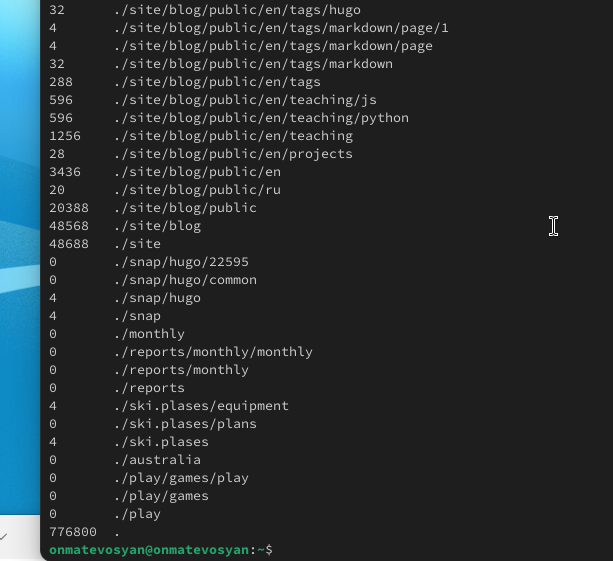 32 ./site/blog/public/en/tags/hugo
4 ./site/blog/public/en/tags/markdown/page/1
4 ./site/blog/public/en/tags/markdown/page
32 ./site/blog/public/en/tags/markdown
288 ./site/blog/public/en/tags
596 ./site/blog/public/en/teaching/js
596 ./site/blog/public/en/teaching/python
1256 ./site/blog/public/en/teaching
28 ./site/blog/public/en/projects
3436 ./site/blog/public/en
20 ./site/blog/public/ru
20388 ./site/blog/public
48568 ./site/blog
48688 ./site
0 ./snap/hugo/22595
0 ./snap/hugo/common
4 ./snap/hugo
4 ./snap
0 ./monthly
0 ./reports/monthly/monthly
0 ./reports/monthly
0 ./reports
4 ./ski.plases/equipment
0 ./ski.plases/plans
4 ./ski.plases
0 ./australia
0 ./play/games/play
0 ./play/games
0 ./play
776800 .
onmatevosyan@onmatevosyan:~$